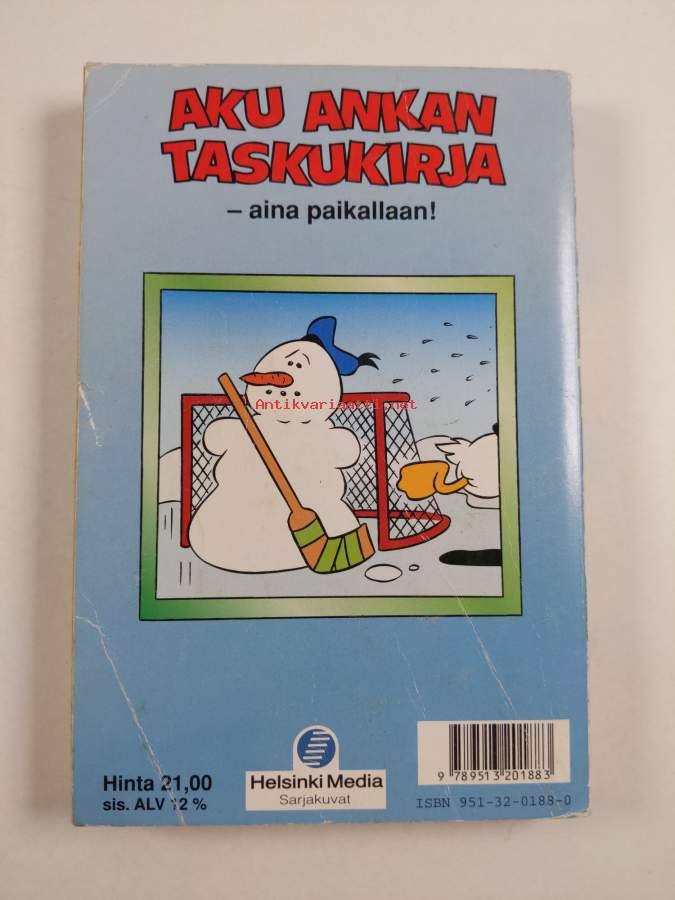 AKU ANKAN
TASKUKIRJA
– aina paikallaan!
Antikvariaatti.net
Hinta 21,00
sis. ALV 12 %
Helsinki Media
Sarjakuvat
9 789513 201883
ISBN 951-32-0188-0